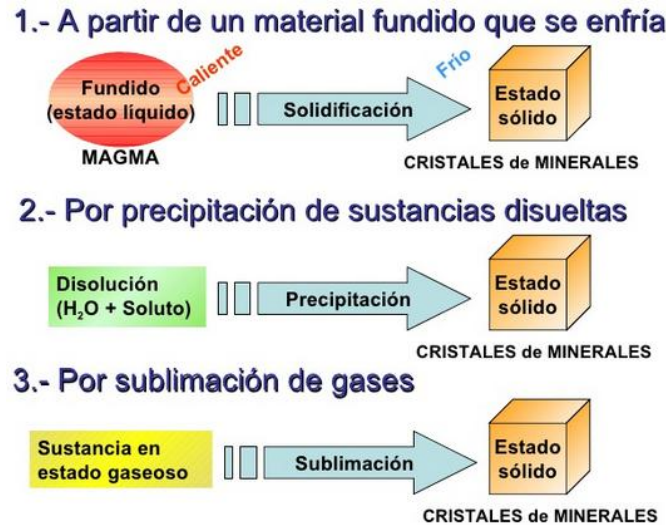 1.- A partir de un material fundido que se enfría
Caliente
Frío
Fundido
(estado líquido)
Solidificación
Estado
sólido
MAGMA
CRISTALES de MINERALES
2.- Por precipitación de sustancias disueltas
Disolución
(H₂O + Soluto)
Precipitación
Estado
sólido
CRISTALES de MINERALES
3.- Por sublimación de gases
Sustancia en
estado gaseoso
Sublimación
Estado
sólido
CRISTALES de MINERALES